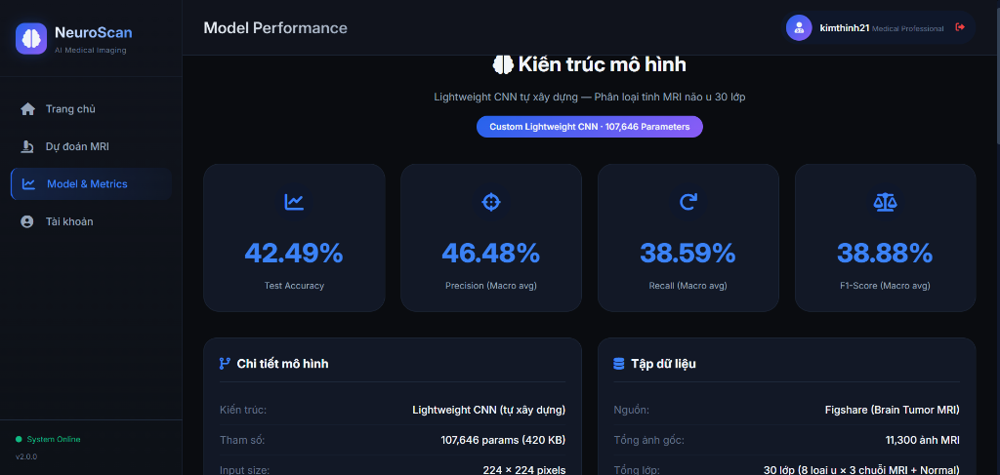 NeuroScan
AI Medical Imaging
Trang chủ
Dự đoán MRI
Model & Metrics
Tài khoản
System Online
v2.0.0
Model Performance
kimthinh21 Medical Professional
Kiến trúc mô hình
Lightweight CNN tự xây dựng — Phân loại tinh MRI não u 30 lớp
Custom Lightweight CNN · 107,646 Parameters
42.49%
Test Accuracy
46.48%
Precision (Macro avg)
38.59%
Recall (Macro avg)
38.88%
F1-Score (Macro avg)
Chi tiết mô hình
Kiến trúc: Lightweight CNN (tự xây dựng)
Tham số: 107,646 params (420 KB)
Input size: 224 × 224 pixels
Tập dữ liệu
Nguồn: Figshare (Brain Tumor MRI)
Tổng ảnh gốc: 11,300 ảnh MRI
Tổng lớp: 30 lớp (8 loại u × 3 chuỗi MRI + Normal)